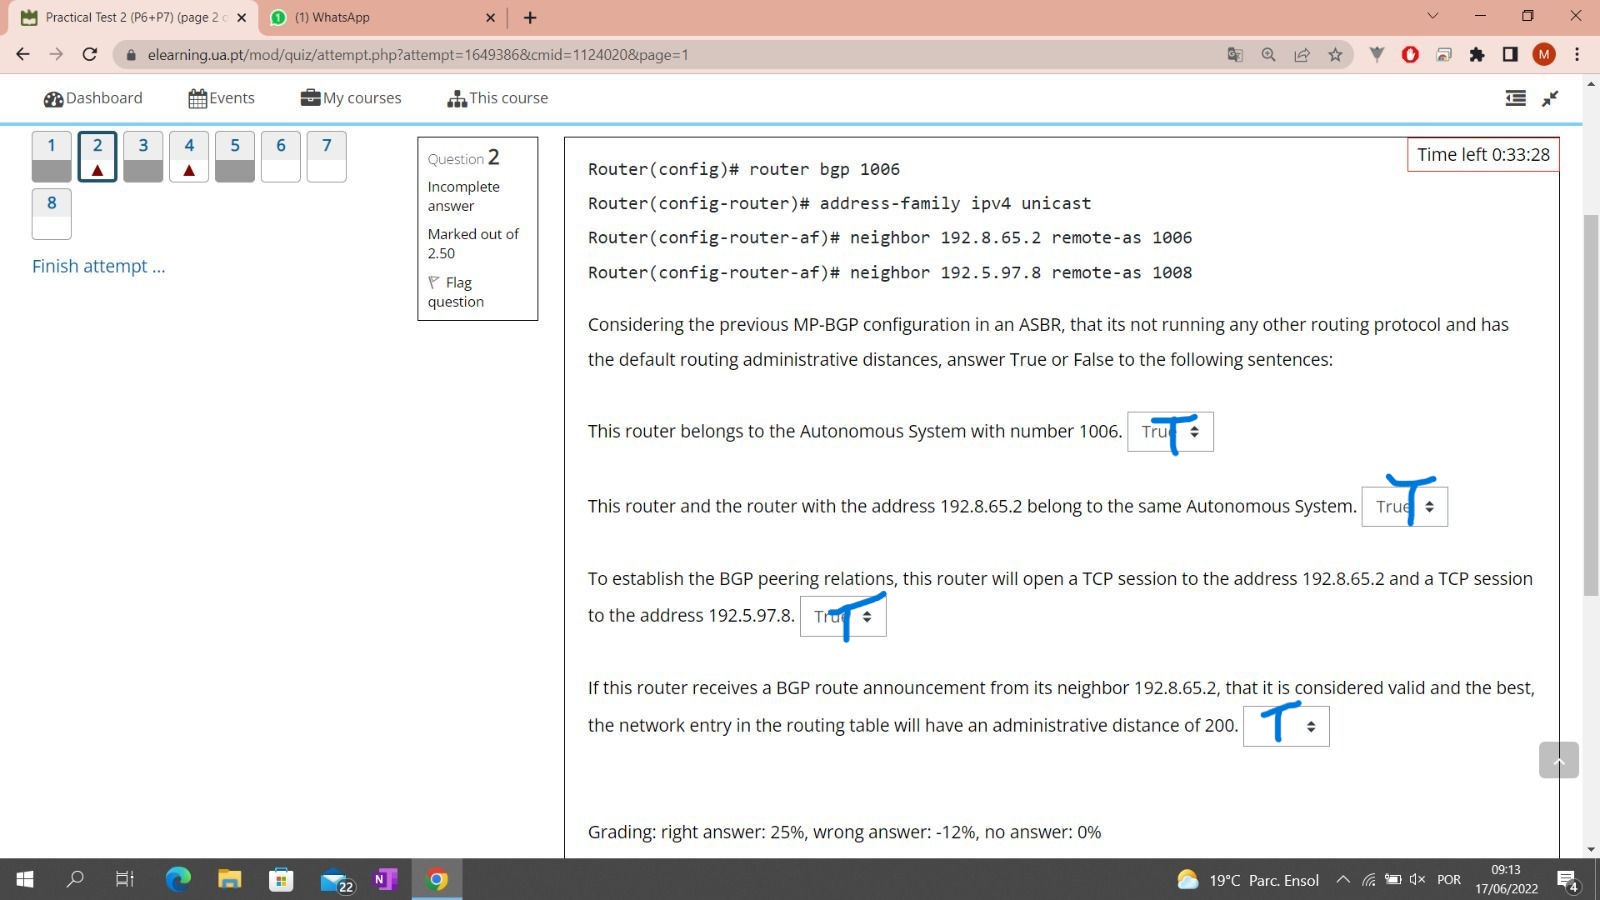 Practical Test 2 (P6+P7) (page 2 o
(1) WhatsApp
elearning.ua.pt/mod/quiz/attempt.php?attempt=1649386&cmid=1124020&page=1
M
Dashboard
Events
My courses
This course
1 2 3 4 5 6 7
8
Finish attempt ...
Question 2
Incomplete
answer
Marked out of
2.50
Flag
question
Time left 0:33:28
Router(config)# router bgp 1006
Router(config-router)# address-family ipv4 unicast
Router(config-router-af)# neighbor 192.8.65.2 remote-as 1006
Router(config-router-af)# neighbor 192.5.97.8 remote-as 1008
Considering the previous MP-BGP configuration in an ASBR, that its not running any other routing protocol and has
the default routing administrative distances, answer True or False to the following sentences:
This router belongs to the Autonomous System with number 1006. True T
This router and the router with the address 192.8.65.2 belong to the same Autonomous System. True T
To establish the BGP peering relations, this router will open a TCP session to the address 192.8.65.2 and a TCP session
to the address 192.5.97.8. True T
If this router receives a BGP route announcement from its neighbor 192.8.65.2, that it is considered valid and the best,
the network entry in the routing table will have an administrative distance of 200. T
Grading: right answer: 25%, wrong answer: -12%, no answer: 0%
22
19°C Parc. Ensol
POR
09:13
17/06/2022
4